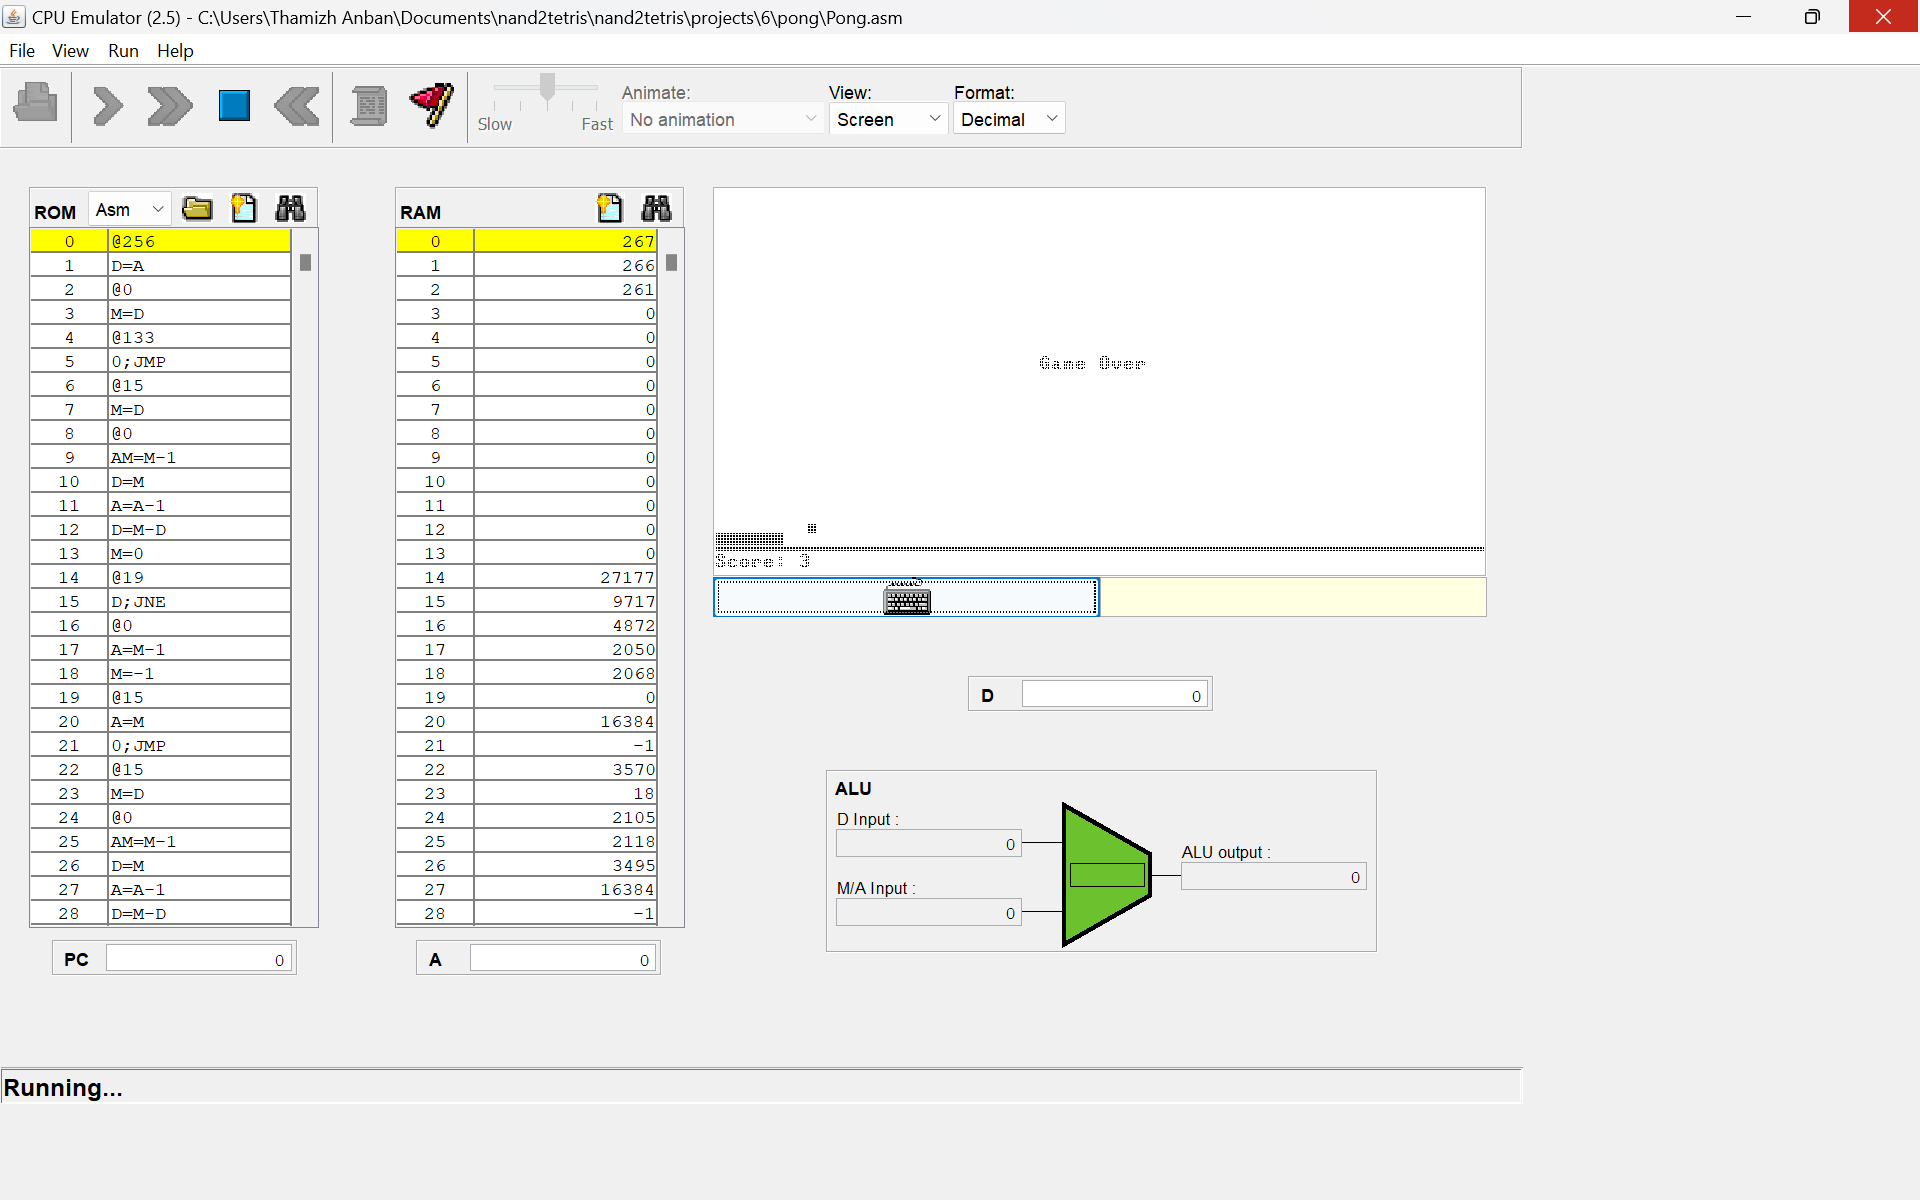 CPU Emulator (2.5) - C:\Users\Thamizh Anban\Documents\nand2tetris\nand2tetris\projects\6\pong\Pong.asm
File View Run Help
Slow Fast
Animate:
No animation
View:
Screen
Format:
Decimal
ROM Asm
0 @256
1 D=A
2 @0
3 M=D
4 @133
5 0;JMP
6 @15
7 M=D
8 @0
9 AM=M-1
10 D=M
11 A=A-1
12 D=M-D
13 M=0
14 @19
15 D;JNE
16 @0
17 A=M-1
18 M=-1
19 @15
20 A=M
21 0;JMP
22 @15
23 M=D
24 @0
25 AM=M-1
26 D=M
27 A=A-1
28 D=M-D
PC 0
RAM
0 267
1 266
2 261
3 0
4 0
5 0
6 0
7 0
8 0
9 0
10 0
11 0
12 0
13 0
14 27177
15 9717
16 4872
17 2050
18 2068
19 0
20 16384
21 -1
22 3570
23 18
24 2105
25 2118
26 3495
27 16384
28 -1
A 0
Game Over
Score: 3
D 0
ALU
D Input :
0
M/A Input :
0
ALU output :
0
Running...